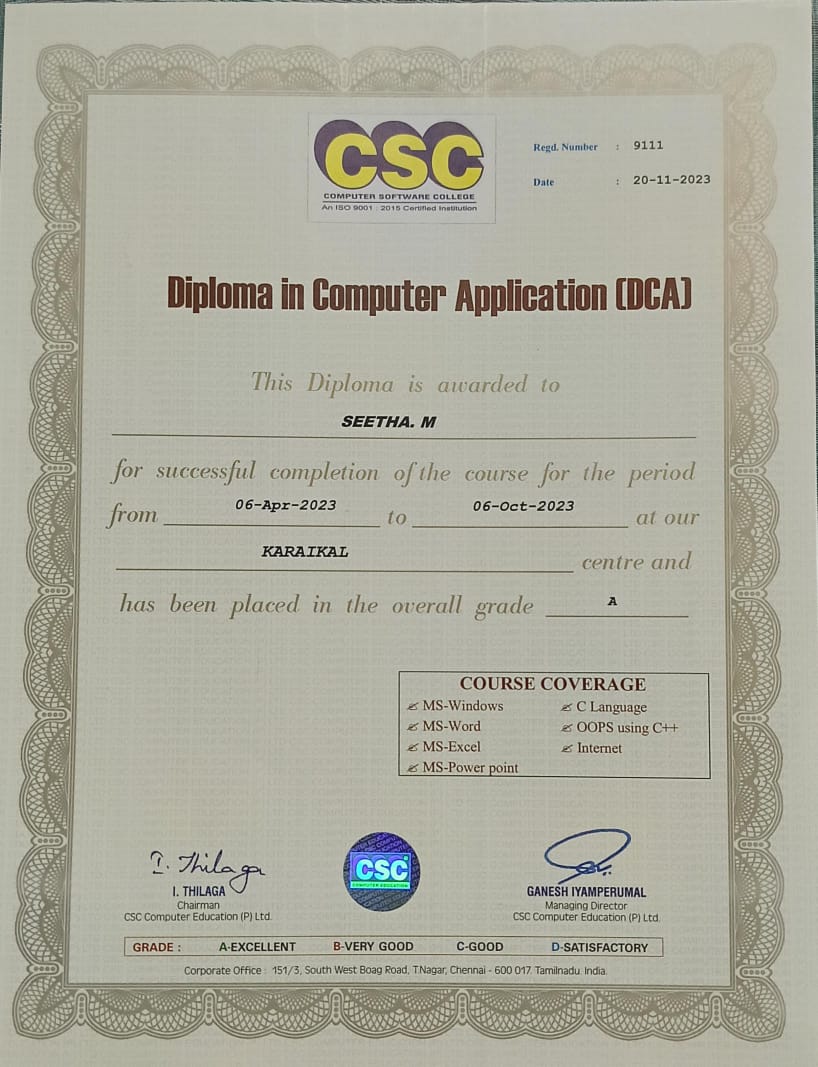 CSC
COMPUTER SOFTWARE COLLEGE
An ISO 9001 : 2015 Certified Institution
Regd. Number : 9111
Date : 20-11-2023
Diploma in Computer Application (DCA)
This Diploma is awarded to
SEETHA. M
for successful completion of the course for the period
from 06-Apr-2023 to 06-Oct-2023 at our
KARAIKAL centre and
has been placed in the overall grade A
COURSE COVERAGE
MS-Windows C Language
MS-Word OOPS using C++
MS-Excel Internet
MS-Power point
I. Thilaga
I. THILAGA
Chairman
CSC Computer Education (P) Ltd.
CSC
COMPUTER EDUCATION
GANESH IYAMPERUMAL
Managing Director
CSC Computer Education (P) Ltd.
GRADE : A-EXCELLENT B-VERY GOOD C-GOOD D-SATISFACTORY
Corporate Office : 151/3, South West Boag Road, T.Nagar, Chennai - 600 017. Tamilnadu. India.